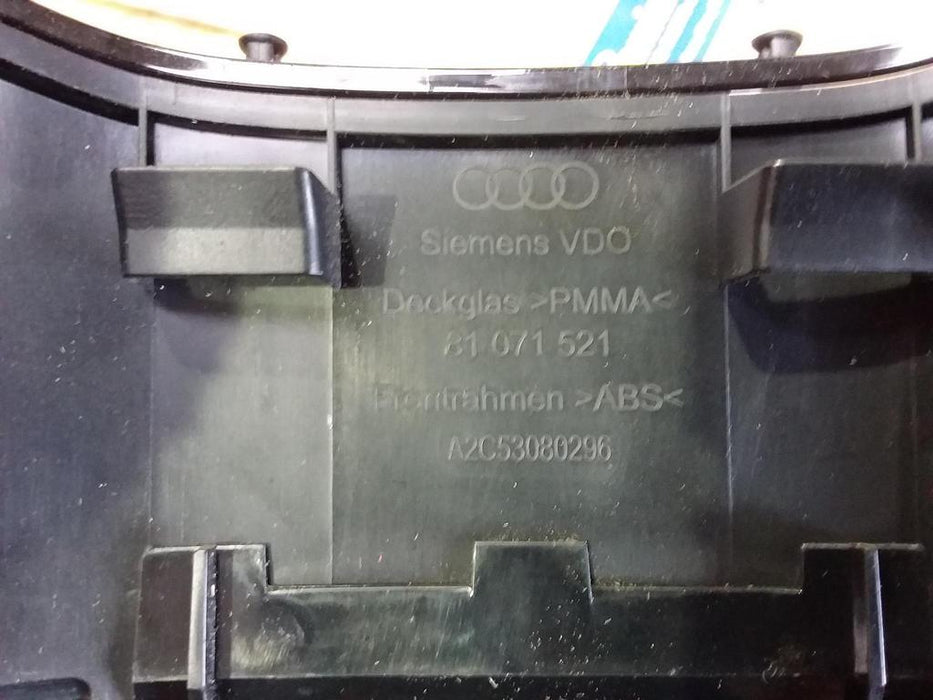 Siemens VDO
Deckglas >PMMA<
81 071 521
Frontrahmen >ABS<
A2C53080296